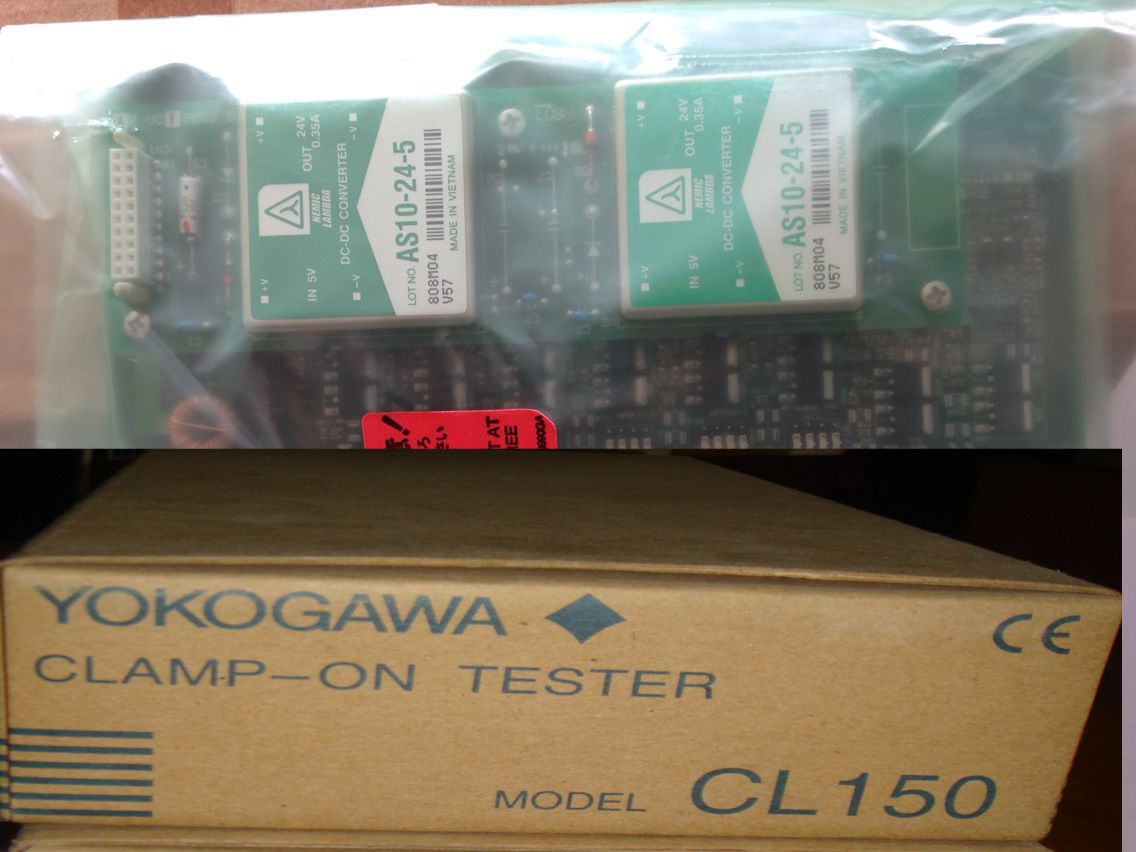 +V
24V
OUT 0.35A
-V
NEMIC
LAMBDA
DC-DC CONVERTER
+V
IN 5V
-V
AS10-24-5
LOT NO.
808M04
V57
MADE IN VIETNAM
+V
24V
OUT 0.35A
-V
NEMIC
LAMBDA
DC-DC CONVERTER
+V
IN 5V
-V
AS10-24-5
LOT NO.
808M04
V57
MADE IN VIETNAM
C1
YOKOGAWA
CLAMP-ON TESTER
MODEL CL150
CE